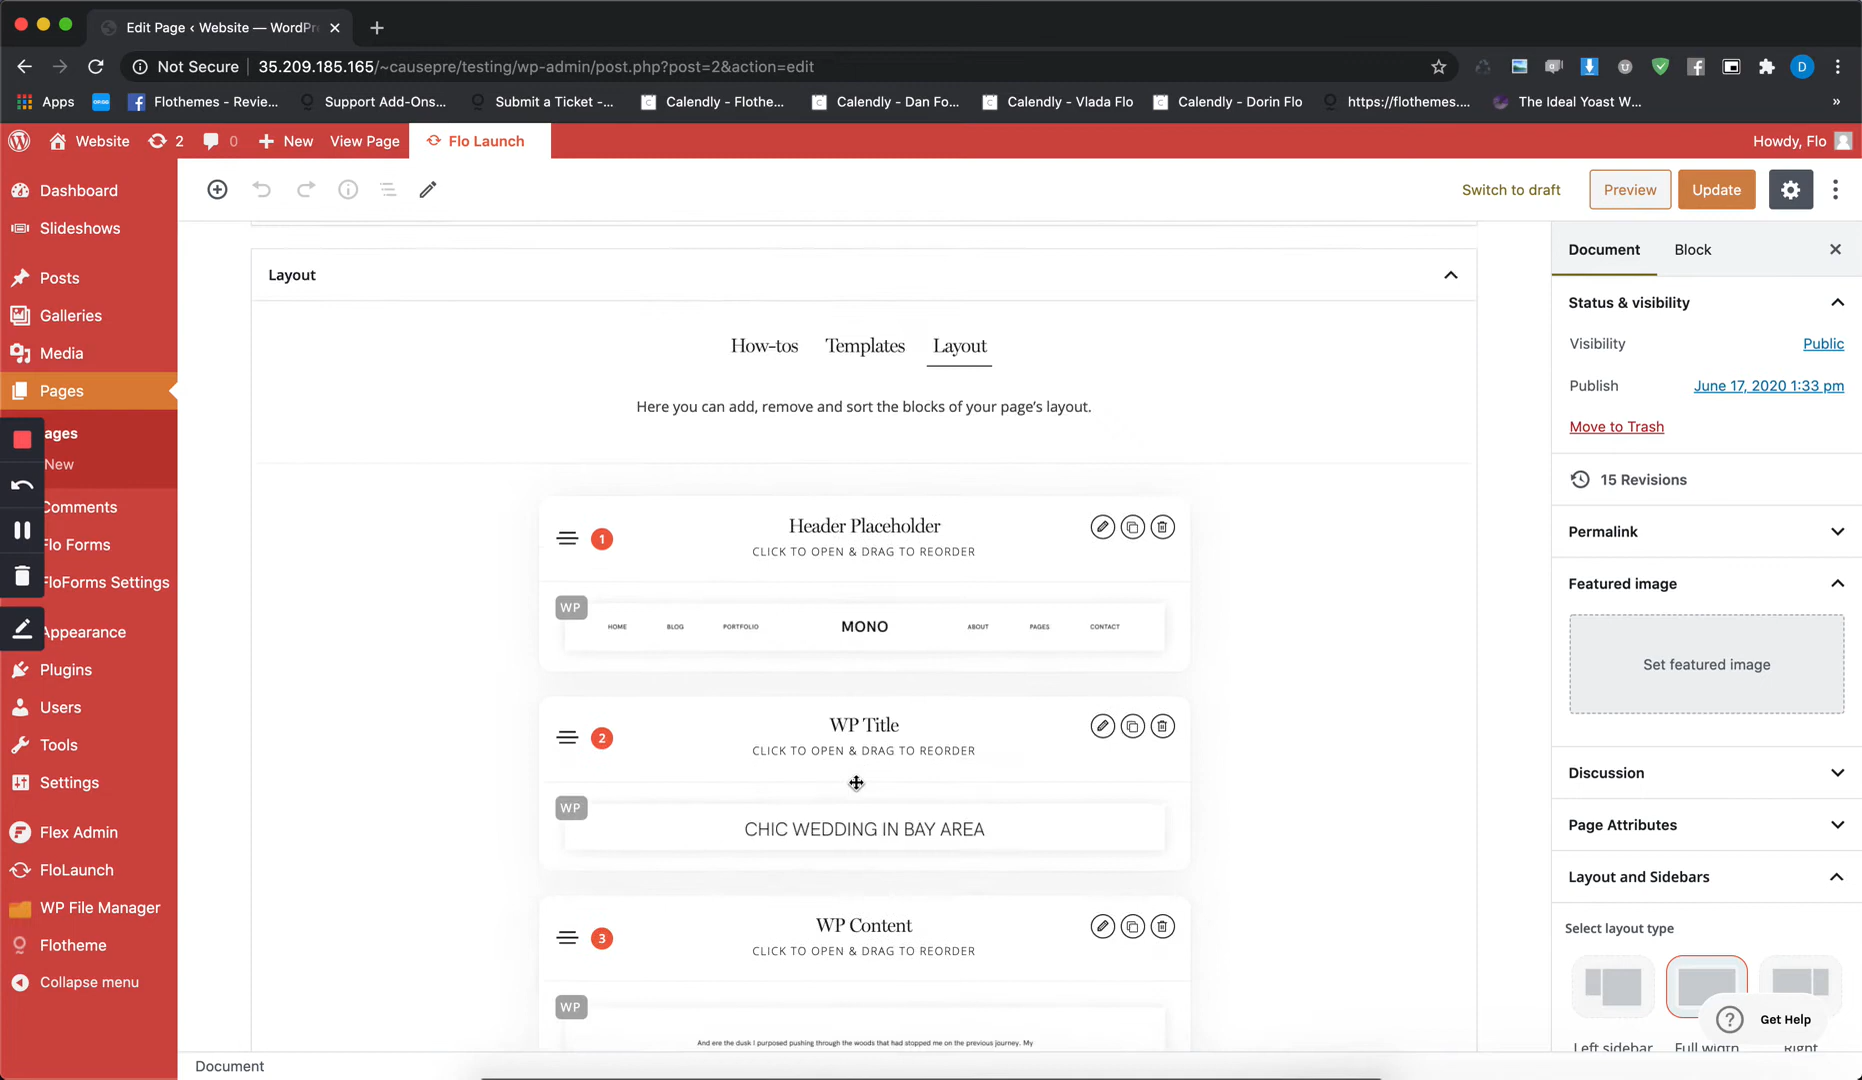 Edit Page ‹ Website — WordPr
Not Secure 35.209.185.165/~causepre/testing/wp-admin/post.php?post=2&action=edit
Apps
Flothemes - Revie...
Support Add-Ons...
Submit a Ticket -...
Calendly - Flothe...
Calendly - Dan Fo...
Calendly - Vlada Fl
Calendly - Dorin Florea
https://flothemes....
The Ideal Yoast W...
»
Website 2 0 New View Page Flo Launch Howdy, Flo
Dashboard
Slideshows
Posts
Galleries
Media
Pages
ages
New
Comments
Flo Forms
FloForms Settings
Appearance
Plugins
Users
Tools
Settings
Flex Admin
FloLaunch
WP File Manager
Flotheme
Collapse menu
Switch to draft Preview Update
Layout
How-tos Templates Layout
Here you can add, remove and sort the blocks of your page's layout.
1 Header Placeholder
CLICK TO OPEN & DRAG TO REORDER
WP
HOME BLOG PORTFOLIO MONO ABOUT PAGES CONTACT
2 WP Title
CLICK TO OPEN & DRAG TO REORDER
WP
CHIC WEDDING IN BAY AREA
3 WP Content
CLICK TO OPEN & DRAG TO REORDER
WP
And ere the dusk I purposed pushing through the woods that had stopped me on the previous journey. My
Document
Document Block
Status & visibility
Visibility Public
Publish June 17, 2020 1:33 pm
Move to Trash
15 Revisions
Permalink
Featured image
Set featured image
Discussion
Page Attributes
Layout and Sidebars
Select layout type
Left sidebar Full width Right
Get Help